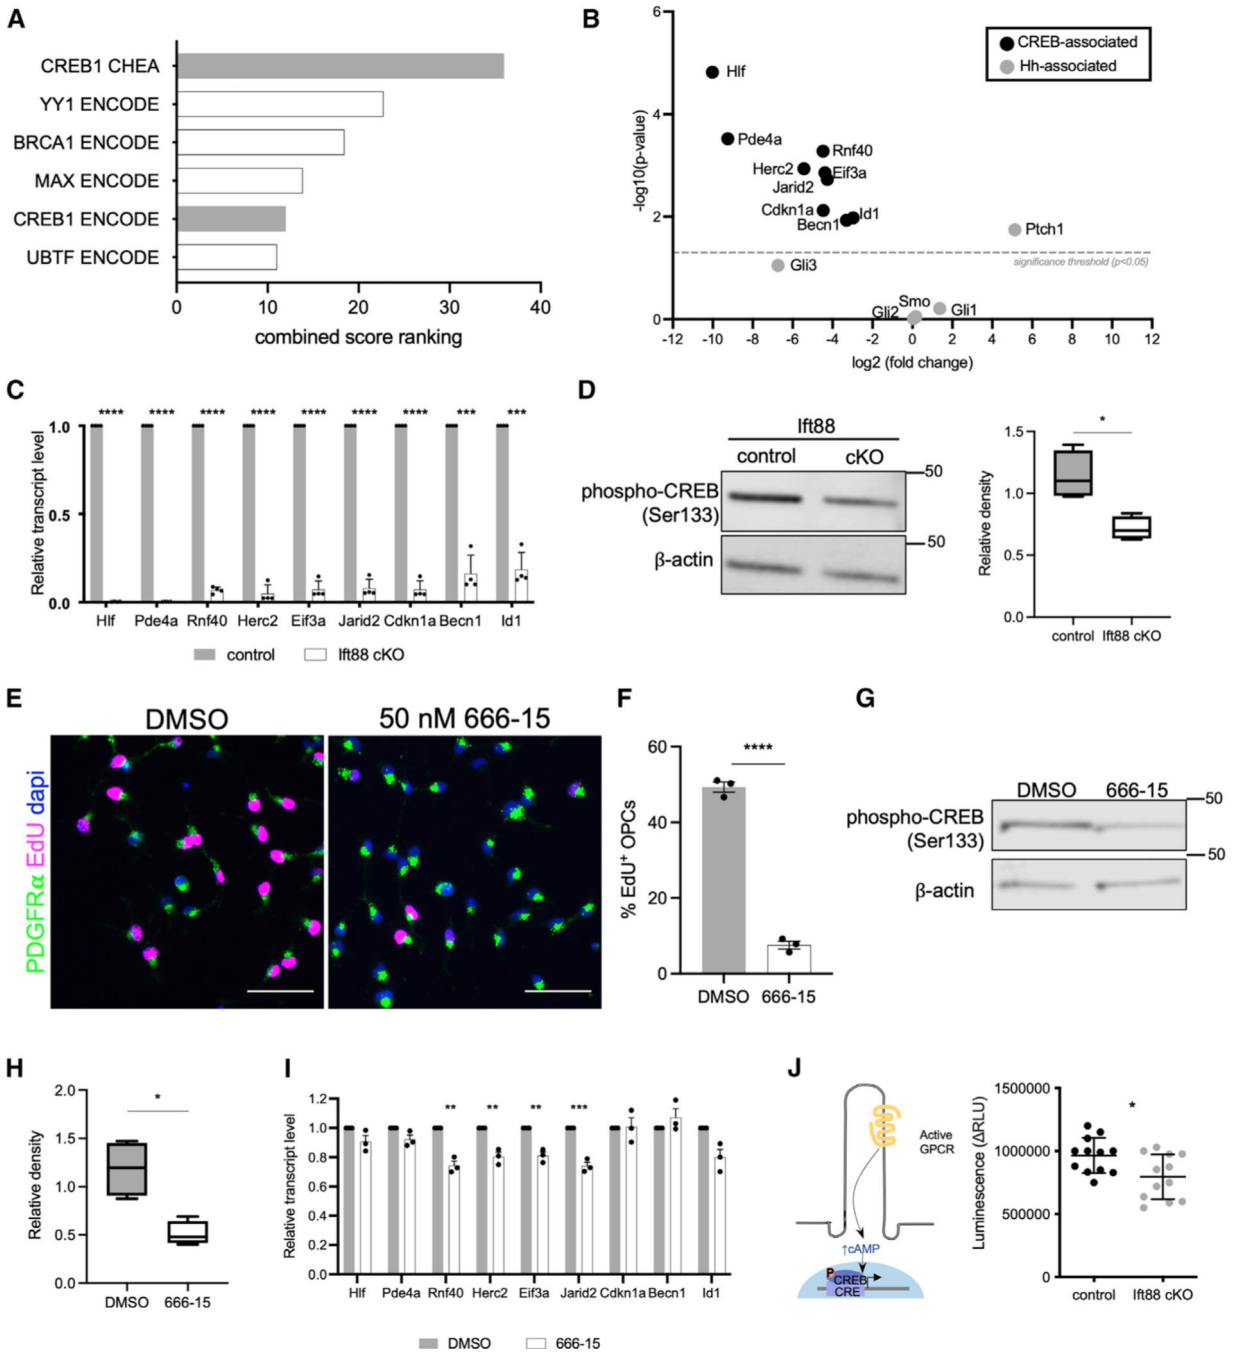 A
CREB1 CHEA
YY1 ENCODE
BRCA1 ENCODE
MAX ENCODE
CREB1 ENCODE
UBTF ENCODE
0 10 20 30 40
combined score ranking
B
6
4
2
0
-log10(p-value)
CREB-associated
Hh-associated
Hlf
Pde4a
Rnf40
Herc2
Eif3a
Jarid2
Cdkn1a
Id1
Becn1
Ptch1
significance threshold (p<0.05)
Gli3
Smo
Gli2
Gli1
-12 -10 -8 -6 -4 -2 0 2 4 6 8 10 12
log2 (fold change)
C
Relative transcript level
**** **** **** **** **** **** **** *** ***
1.0
0.5
0.0
Hlf Pde4a Rnf40 Herc2 Eif3a Jarid2 Cdkn1a Becn1 Id1
control Ift88 cKO
D
Ift88
control cKO
phospho-CREB
(Ser133)
50
β-actin
50
Relative density
1.5
1.0
0.5
0.0
*
control Ift88 cKO
E
DMSO
50 nM 666-15
PDGFRα EdU dapi
F
% EdU+ OPCs
60
40
20
0
****
DMSO 666-15
G
DMSO 666-15
50
phospho-CREB
(Ser133)
50
β-actin
H
Relative density
2.0
1.5
1.0
0.5
0.0
*
DMSO 666-15
I
Relative transcript level
1.2
1.0
0.8
0.6
0.4
0.2
0.0
** ** ** ***
Hlf Pde4a Rnf40 Herc2 Eif3a Jarid2 Cdkn1a Becn1 Id1
DMSO 666-15
J
Active
GPCR
↑cAMP
P
CREB
CRE
Luminescence (ΔRLU)
1500000
1000000
500000
0
*
control Ift88 cKO